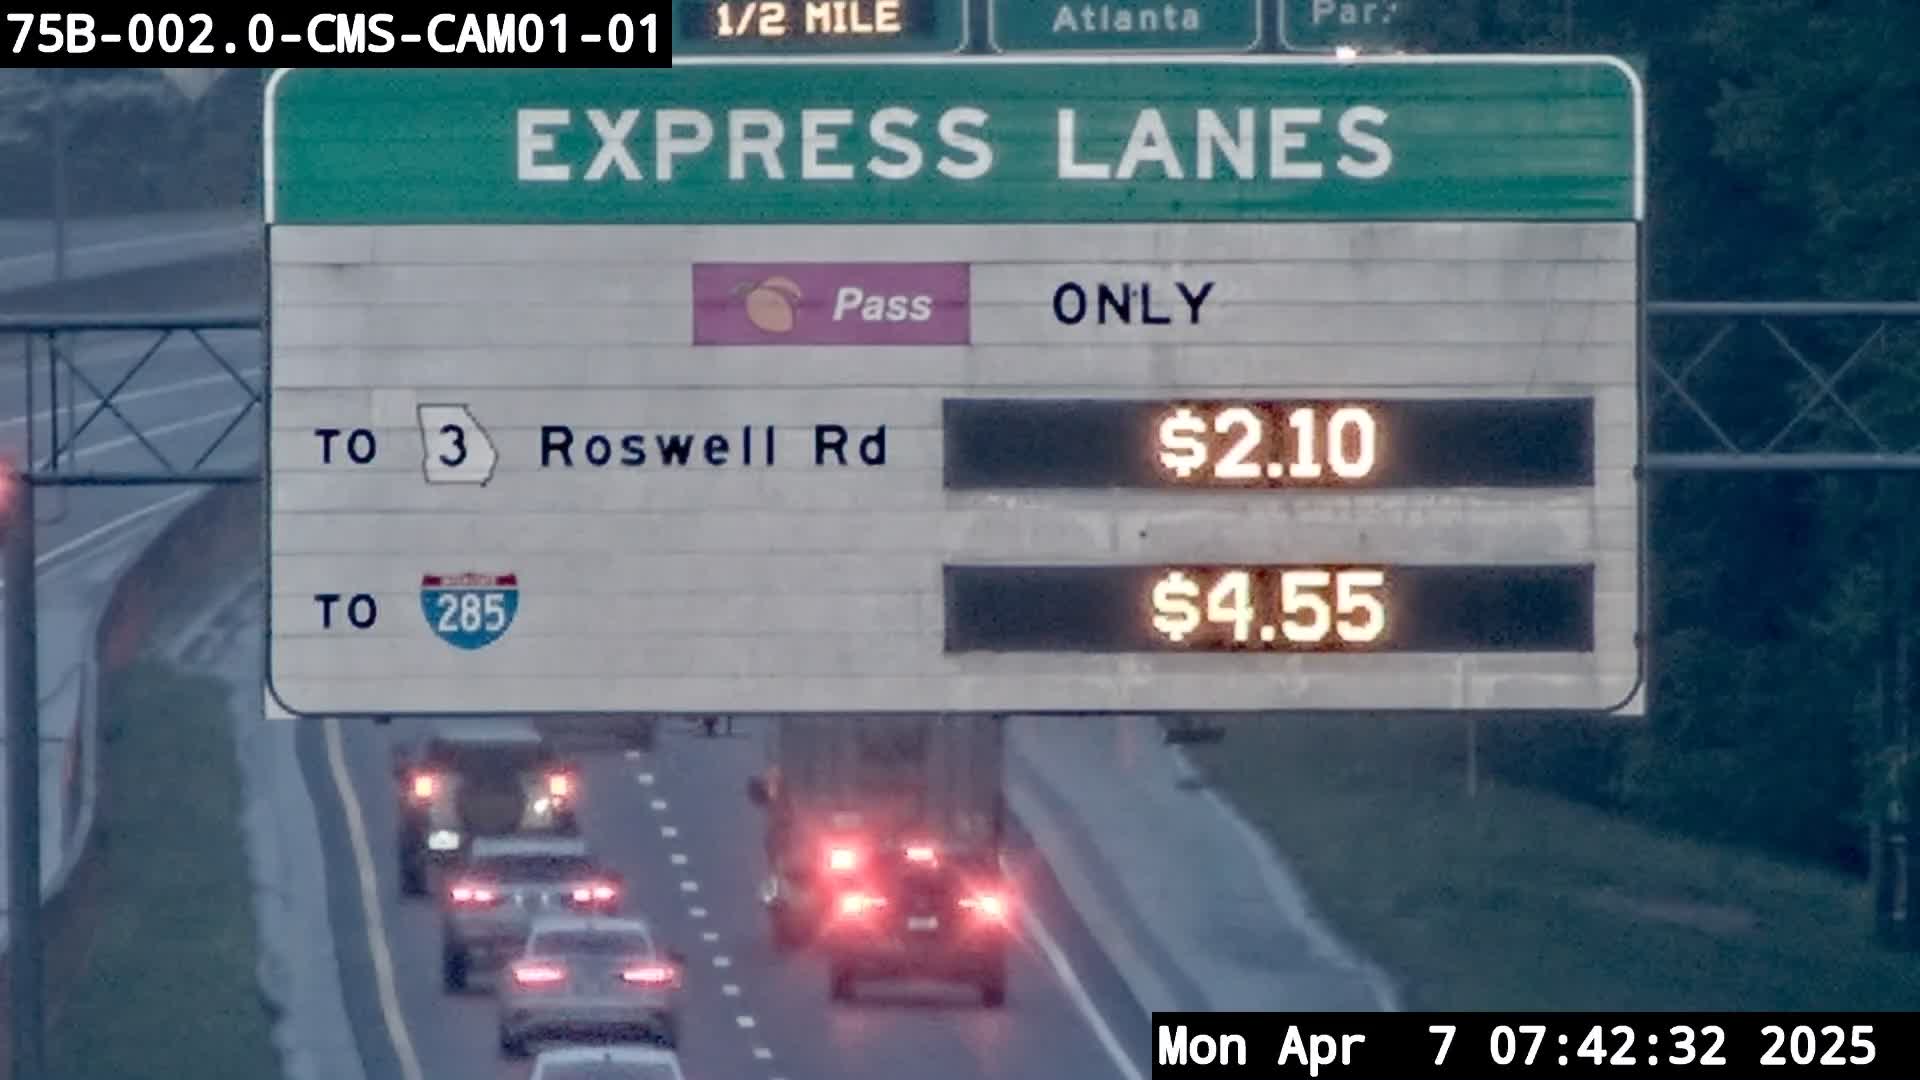 75B-002.0-CMS-CAM01-01
1/2 MILE
Atlanta
EXPRESS LANES
Pass ONLY
TO 3 Roswell Rd $2.10
TO 285 $4.55
Mon Apr 7 07:42:32 2025